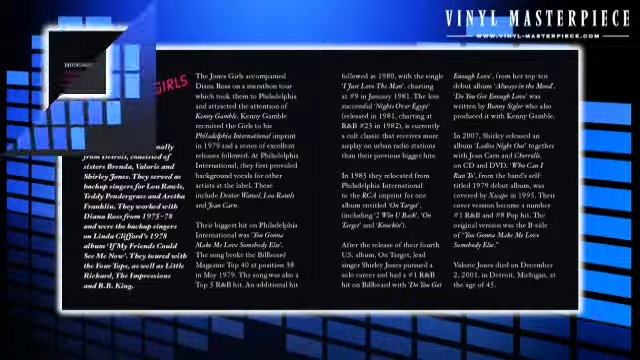 VINYL MASTERPIECE
WWW.VINYL-MASTERPIECE.COM
GIRLS
from Detroit, consisted of
sisters Brenda, Valorie and
Shirley Jones. They served as
backup singers for Lou Rawls,
Teddy Pendergrass and Aretha
Franklin. They worked with
Diana Ross from 1975–78
and were the backup singers
on Linda Clifford's 1978
album 'If My Friends Could
See Me Now'. They toured with
the Four Tops, as well as Little
Richard, The Impressions
and B.B. King.
The Jones Girls accompanied
Diana Ross on a marathon tour
which took them to Philadelphia
and attracted the attention of
Kenny Gamble. Kenny Gamble
recruited the Girls to his
Philadelphia International imprint
in 1979 and a series of excellent
releases followed. At Philadelphia
International, they first provided
background vocals for other
artists at the label. These
include Dexter Wansel, Lou Rawls
and Jean Carn.
Their biggest hit on Philadelphia
International was 'You Gonna
Make Me Love Somebody Else'.
The song broke the Billboard
Magazine Top 40 at position 38
in May 1979. The song was also a
Top 5 R&B hit. An additional hit
followed in 1980, with the single
'I Just Love The Man', charting
at #9 in January 1981. The less
successful 'Nights Over Egypt'
(released in 1981, charting at
R&B #23 in 1982), is currently
a cult classic that receives more
airplay on urban radio stations
than their previous bigger hits.
In 1983 they relocated from
Philadelphia International
to the RCA imprint for one
album entitled 'On Target',
(including '2 Win U Back', 'On
Target' and 'Knockin').
After the release of their fourth
U.S. album, On Target, lead
singer Shirley Jones pursued a
solo career and had a #1 R&B
hit on Billboard with 'Do You Get
Enough Love', from her top-ten
debut album 'Always in the Mood'.
'Do You Get Enough Love' was
written by Bunny Sigler who also
produced it with Kenny Gamble.
In 2007, Shirley released an
album 'Ladies Night Out' together
with Jean Carn and Cherrelle,
on CD and DVD. 'Who Can I
Run To', from the band's self-
titled 1979 debut album, was
covered by Xscape in 1995. Their
cover version became a number
#1 R&B and #8 Pop hit. The
original version was the B-side
of "You Gonna Make Me Love
Somebody Else."
Valorie Jones died on December
2, 2001, in Detroit, Michigan, at
the age of 45.